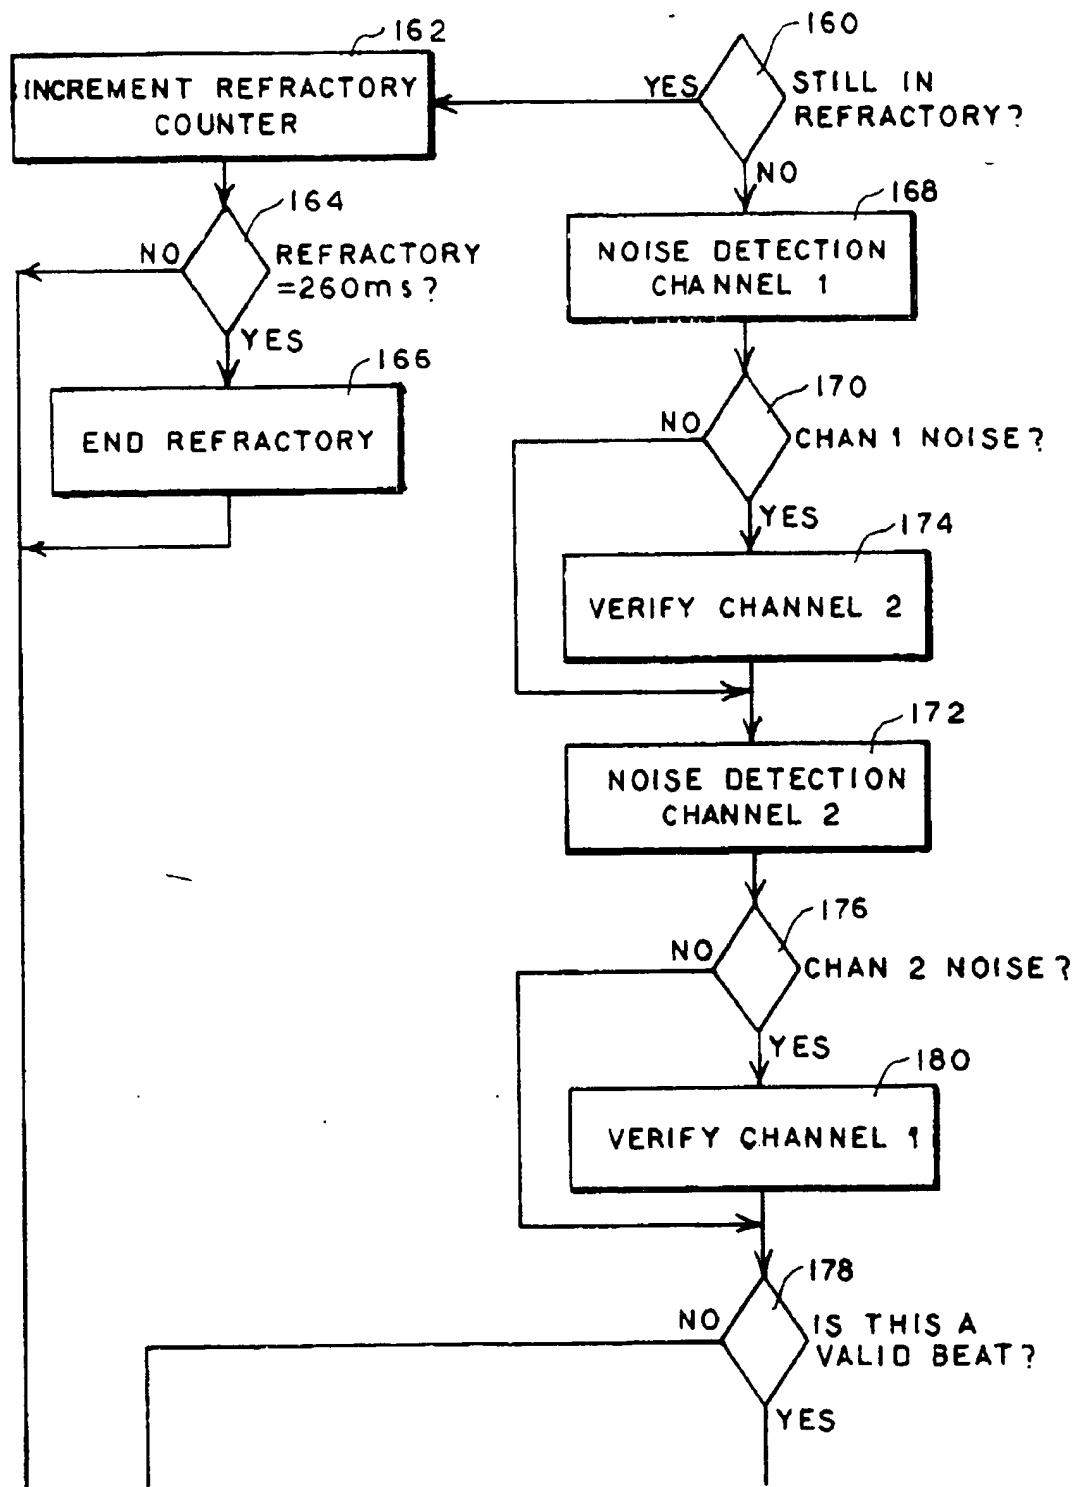 162
INCREMENT REFRACTORY
COUNTER
160
YES
STILL IN
REFRACTORY?
NO
164
NO
REFRACTORY
=260ms?
YES
168
NOISE DETECTION
CHANNEL 1
166
END REFRACTORY
170
NO
CHAN 1 NOISE?
YES
174
VERIFY CHANNEL 2
172
NOISE DETECTION
CHANNEL 2
176
NO
CHAN 2 NOISE?
YES
180
VERIFY CHANNEL 1
178
NO
IS THIS A
VALID BEAT?
YES